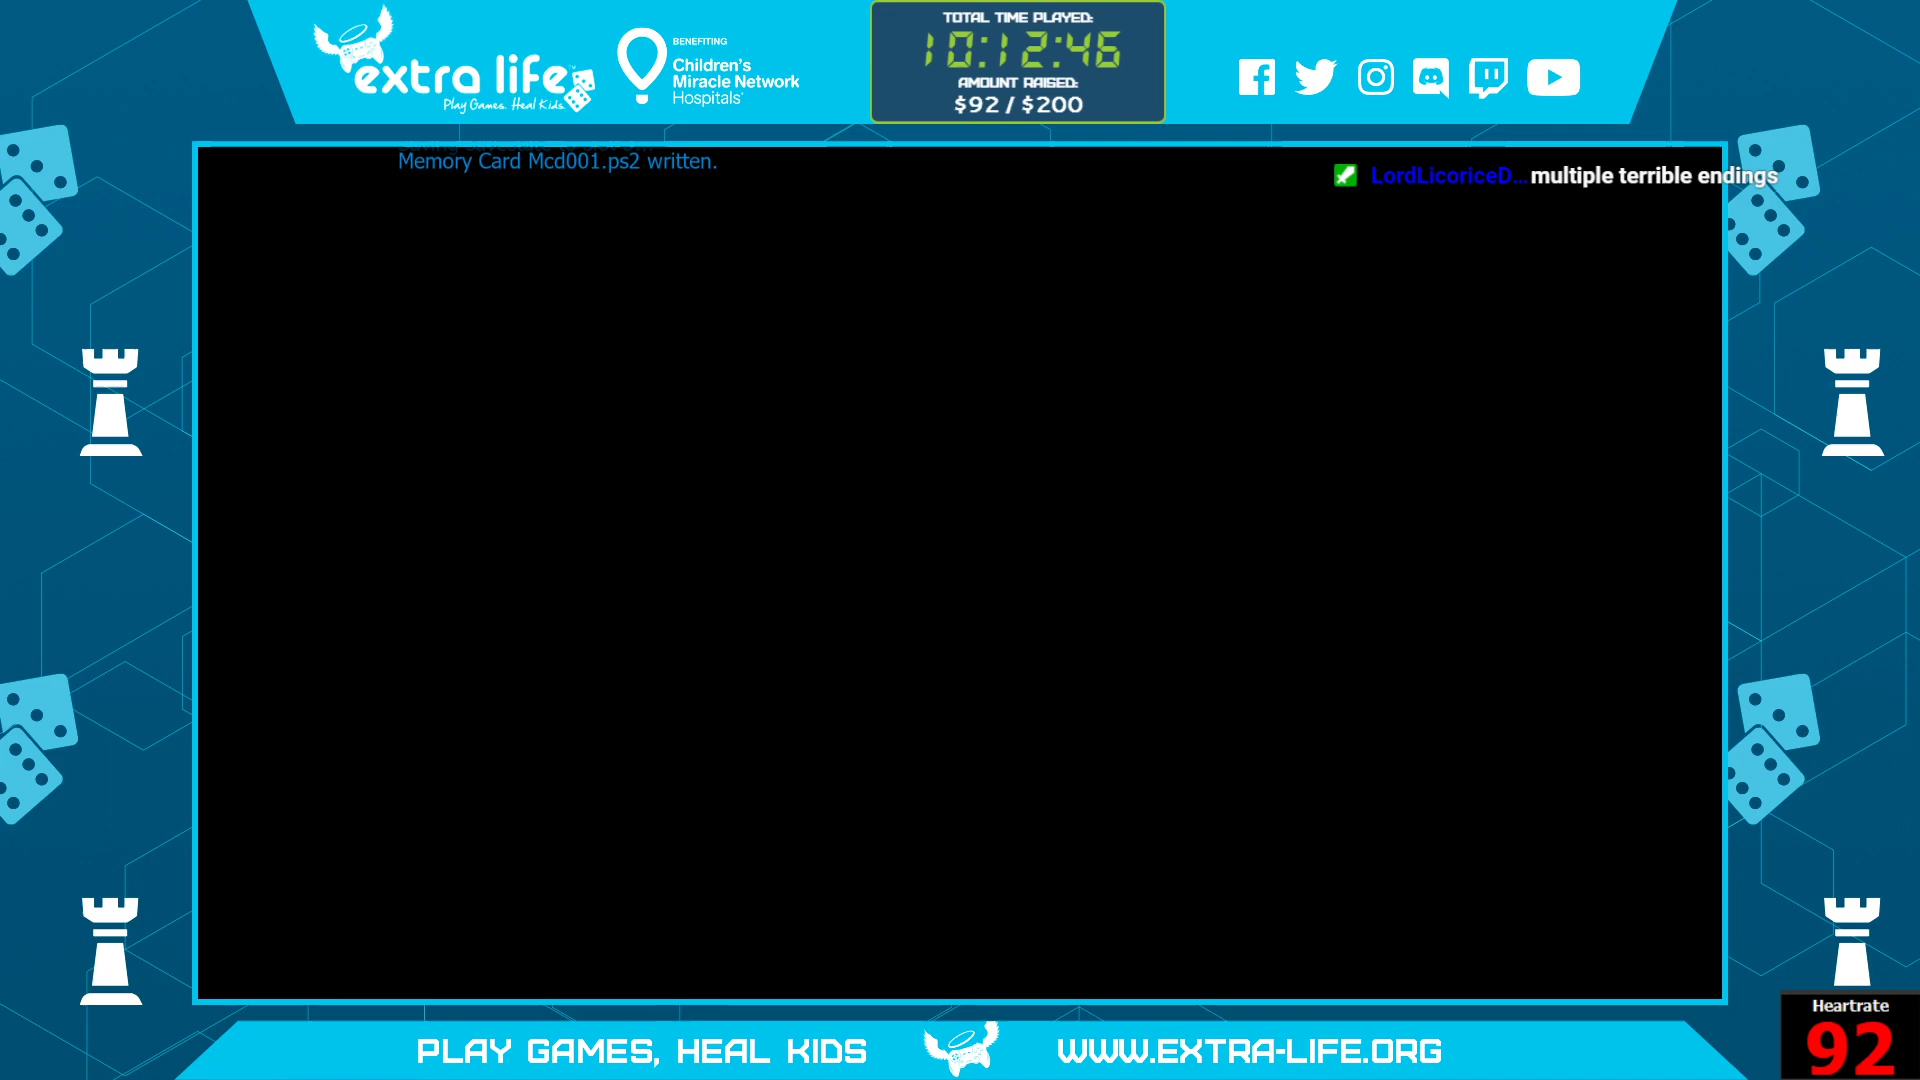 extra life
Play Games. Heal Kids.
BENEFITING
Children's
Miracle Network
Hospitals
TOTAL TIME PLAYED:
10:12:46
AMOUNT RAISED:
$92 / $200
Memory Card Mcd001.ps2 written.
LordLicoriceD... multiple terrible endings
PLAY GAMES, HEAL KIDS
WWW.EXTRA-LIFE.ORG
Heartrate
92